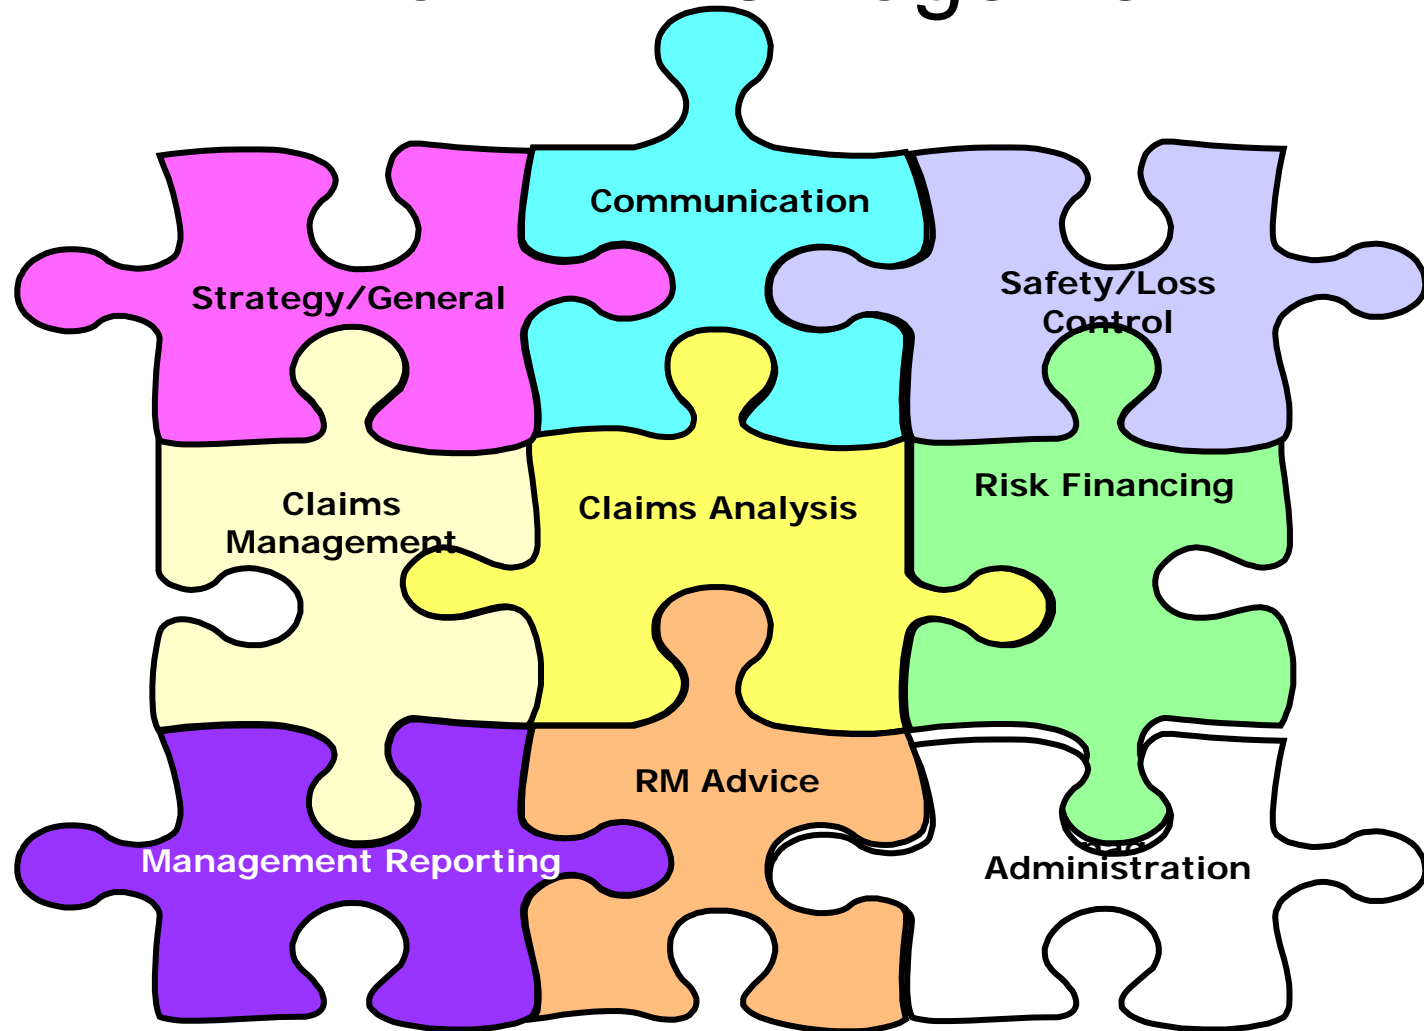 Communication
Strategy/General
Safety/Loss
Control
Claims
Management
Claims Analysis
Risk Financing
RM Advice
Management Reporting
Administration